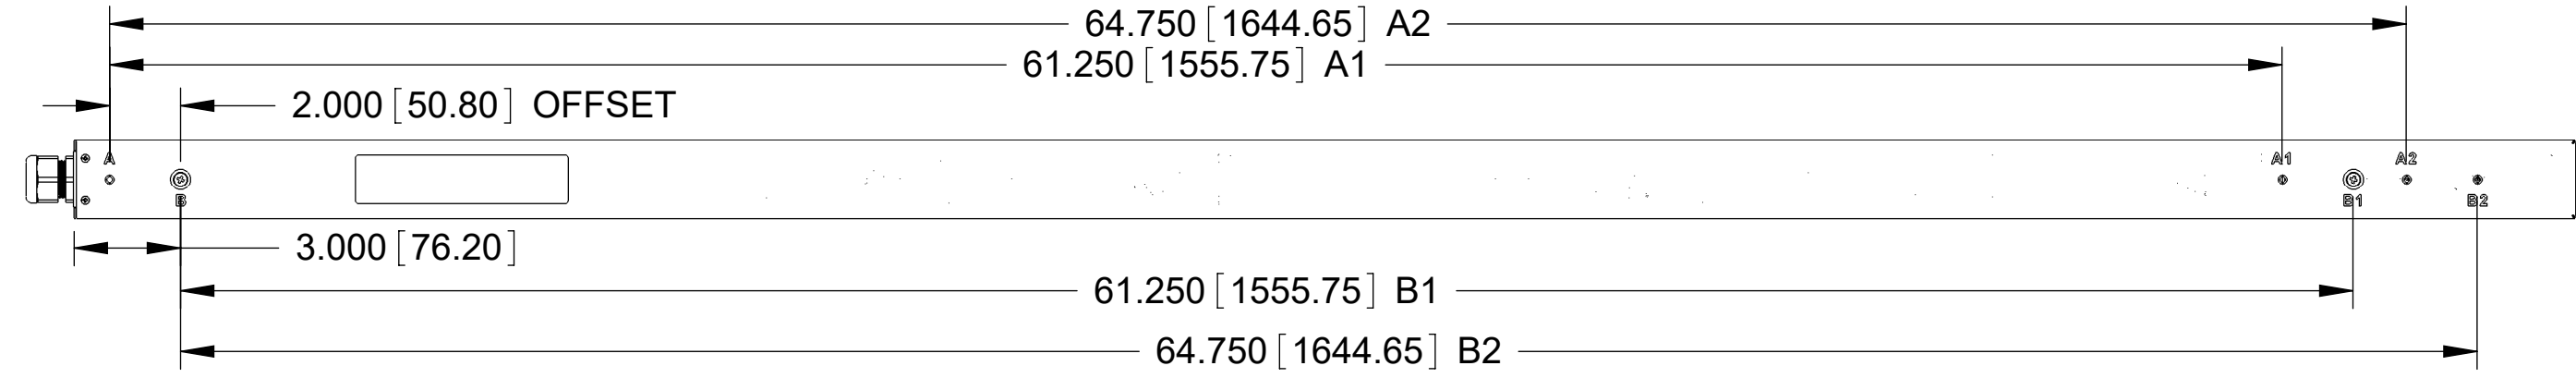 64.750 [1644.65] A2
61.250 [1555.75] A1
2.000 [50.80] OFFSET
A A1 A2
B B1 B2
3.000 [76.20]
61.250 [1555.75] B1
64.750 [1644.65] B2